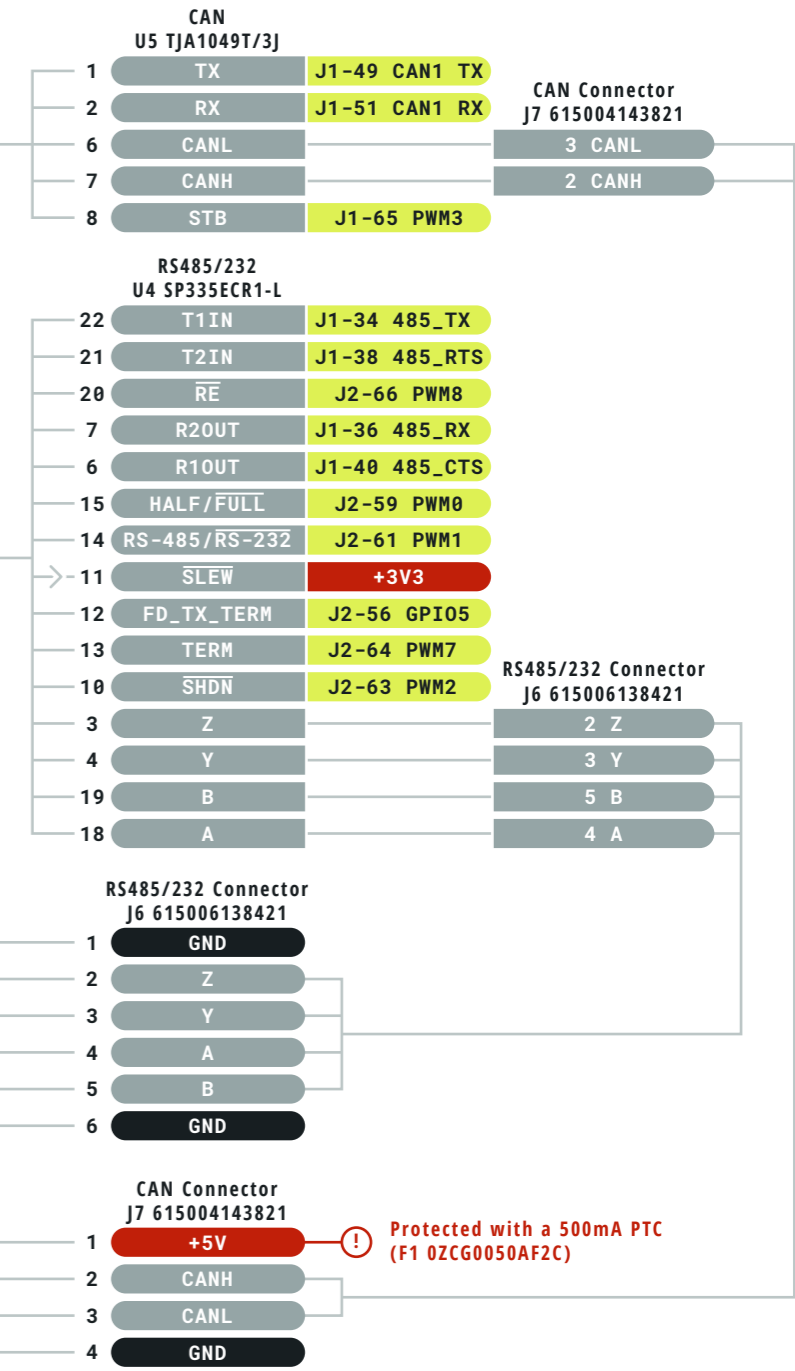 CAN
U5 TJA1049T/3J
1 TX J1-49 CAN1 TX
2 RX J1-51 CAN1 RX
CAN Connector
J7 615004143821
6 CANL 3 CANL
7 CANH 2 CANH
8 STB J1-65 PWM3
RS485/232
U4 SP335ECR1-L
22 T1IN J1-34 485_TX
21 T2IN J1-38 485_RTS
20 RE J2-66 PWM8
7 R2OUT J1-36 485_RX
6 R1OUT J1-40 485_CTS
15 HALF/FULL J2-59 PWM0
14 RS-485/RS-232 J2-61 PWM1
11 SLEW +3V3
12 FD_TX_TERM J2-56 GPIO5
13 TERM J2-64 PWM7
10 SHDN J2-63 PWM2
RS485/232 Connector
J6 615006138421
3 Z 2 Z
4 Y 3 Y
19 B 5 B
18 A 4 A
RS485/232 Connector
J6 615006138421
1 GND
2 Z
3 Y
4 A
5 B
6 GND
CAN Connector
J7 615004143821
1 +5V ! Protected with a 500mA PTC
(F1 0ZCG0050AF2C)
2 CANH
3 CANL
4 GND